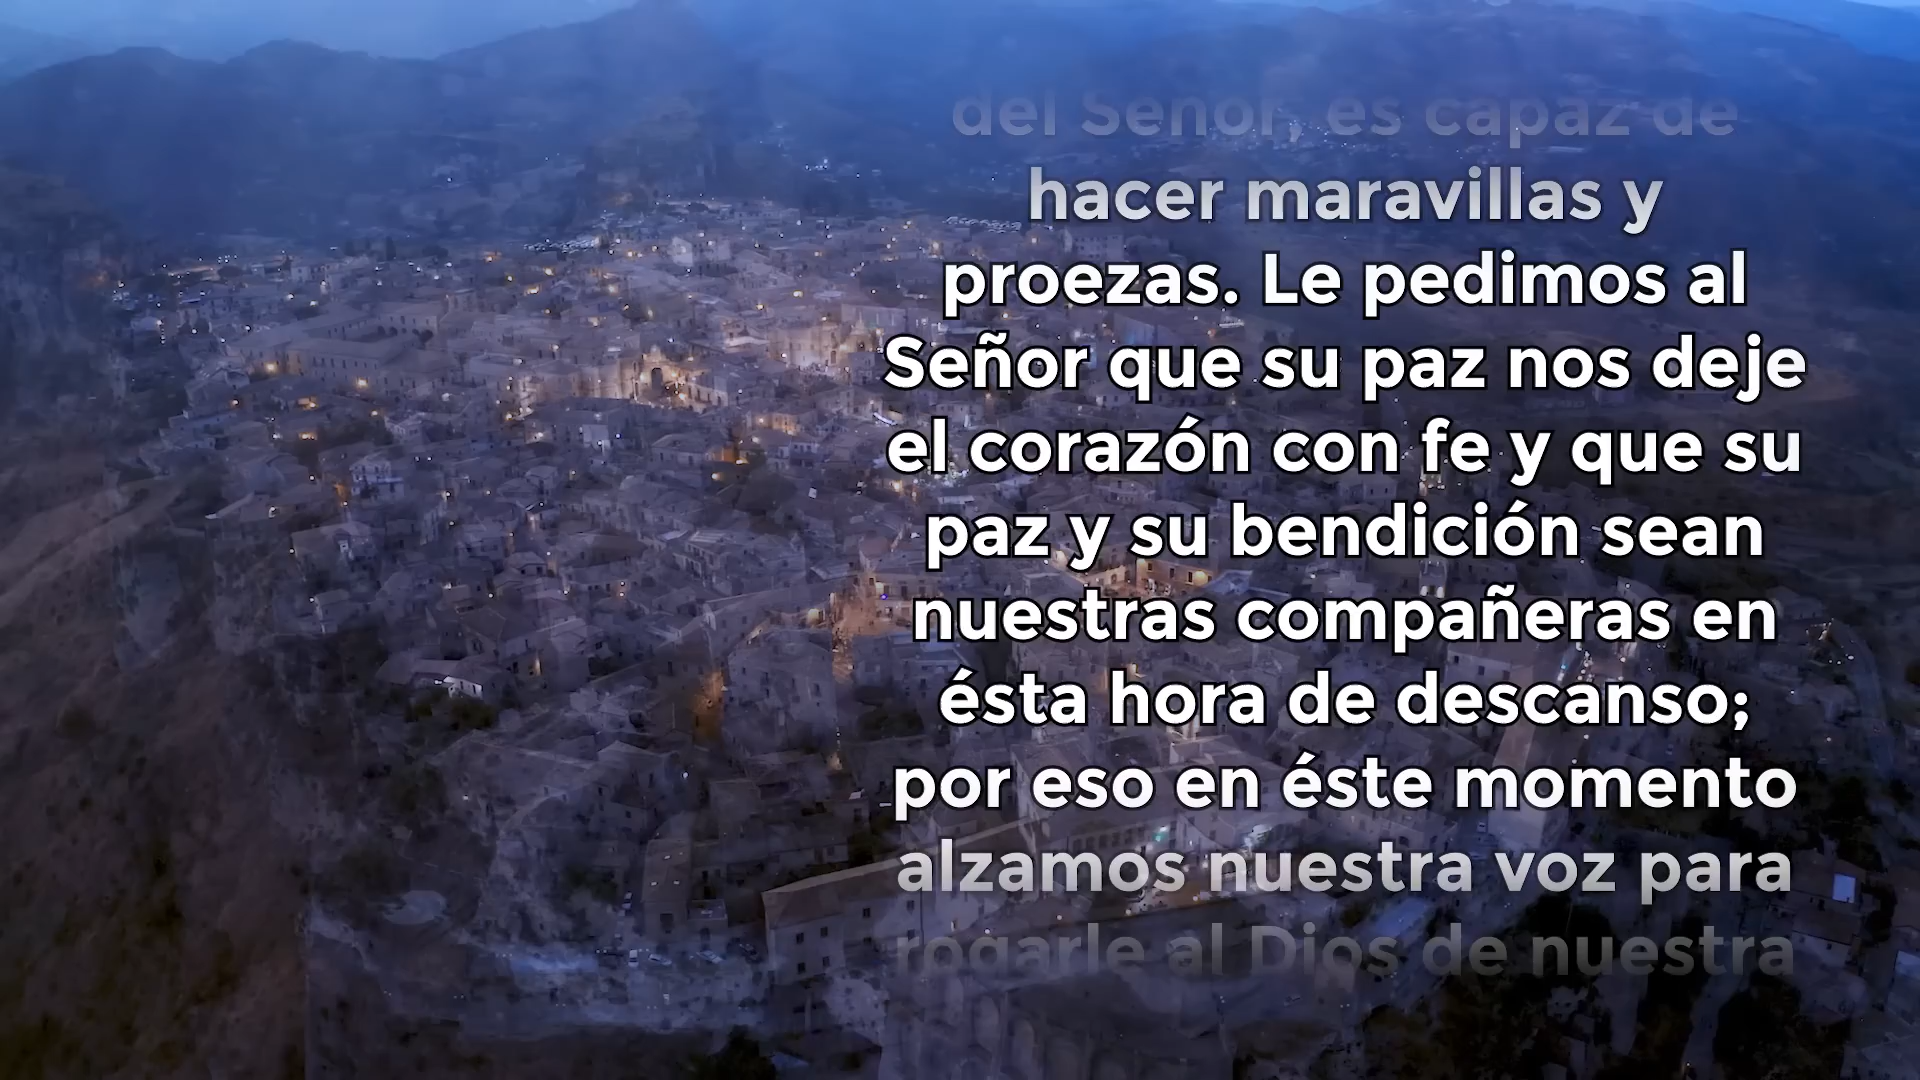 del Señor, es capaz de
hacer maravillas y
proezas. Le pedimos al
Señor que su paz nos deje
el corazón con fe y que su
paz y su bendición sean
nuestras compañeras en
ésta hora de descanso;
por eso en éste momento
alzamos nuestra voz para
rogarle al Dios de nuestra